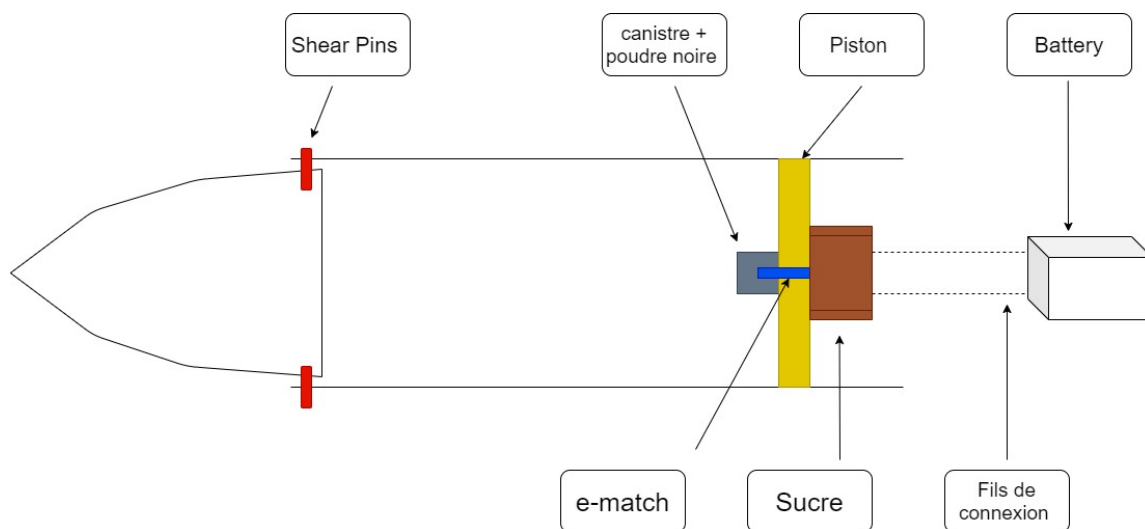 Shear Pins
canistre +
poudre noire
Piston
Battery
e-match
Sucre
Fils de
connexion